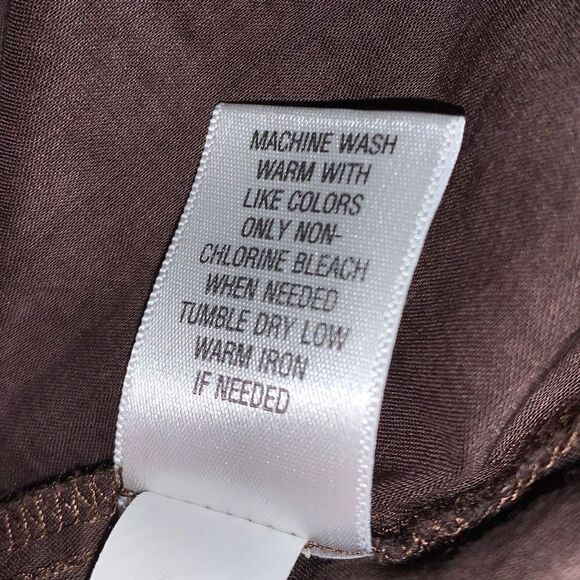 MACHINE WASH
WARM WITH
LIKE COLORS
ONLY NON-
CHLORINE BLEACH
WHEN NEEDED
TUMBLE DRY LOW
WARM IRON
IF NEEDED